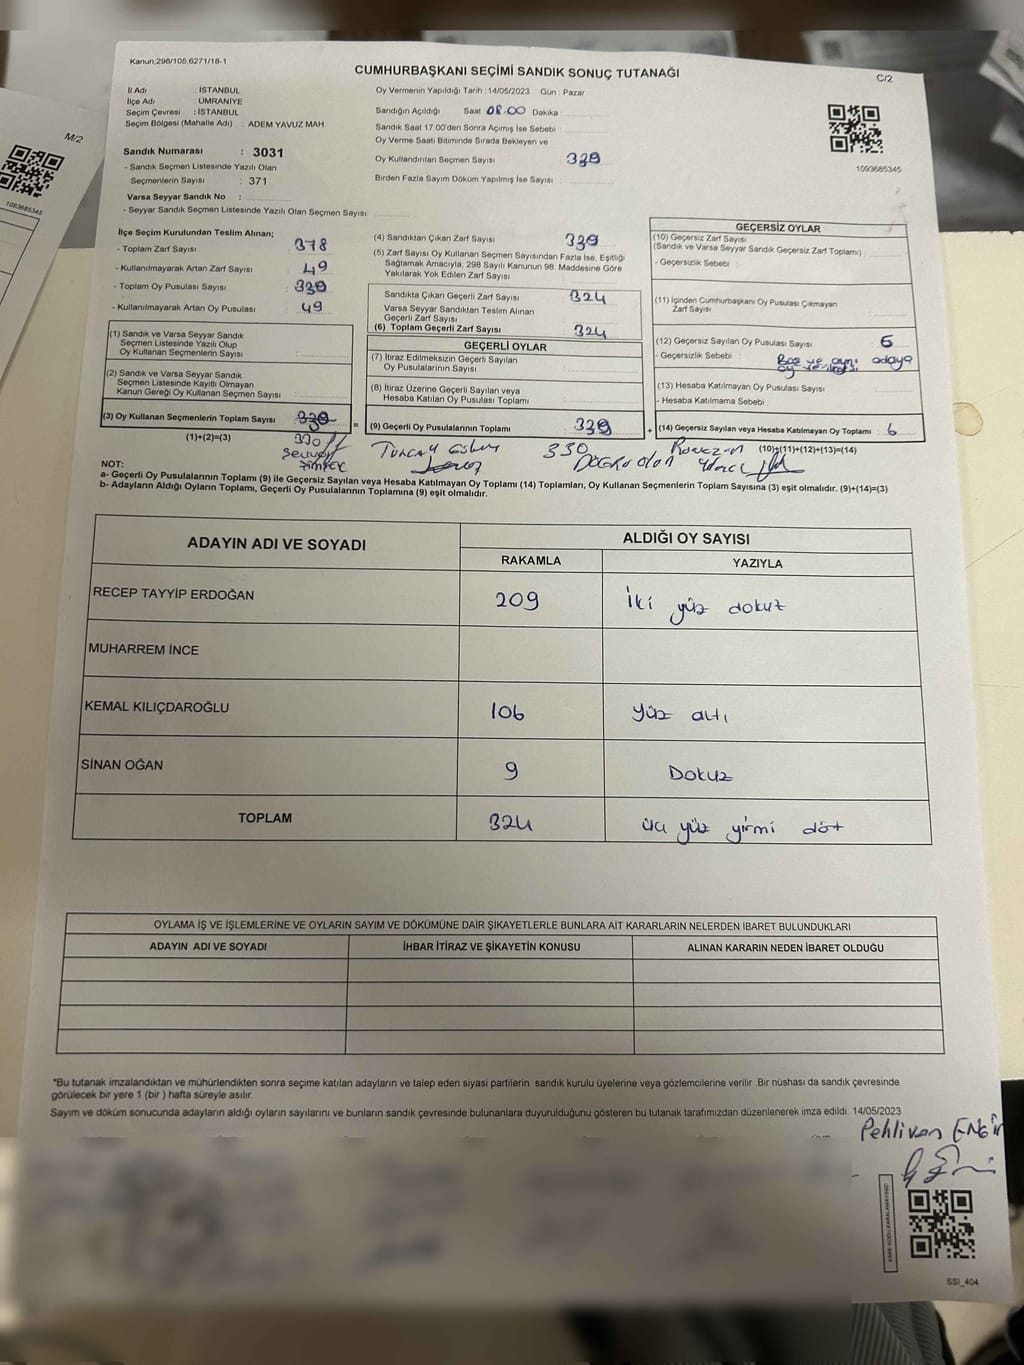 Kanun:298/105.6271/18-1
CUMHURBAŞKANI SEÇİMİ SANDIK SONUÇ TUTANAĞI
C/2
M/2
İl Adı : İSTANBUL
İlçe Adı : ÜMRANİYE
Seçim Çevresi : İSTANBUL
Seçim Bölgesi (Mahalle Adı) : ADEM YAVUZ MAH.
Sandık Numarası : 3031
- Sandık Seçmen Listesinde Yazılı Olan
Seçmenlerin Sayısı : 371
Varsa Seyyar Sandık No :
- Seyyar Sandık Seçmen Listesinde Yazılı Olan Seçmen Sayısı:
Oy Vermenin Yapıldığı Tarih : 14/05/2023 Gün : Pazar
Sandığın Açıldığı Saat 08.00 Dakika :
Sandık Saat 17:00'den Sonra Açımış İse Sebebi :
Oy Verme Saati Bitiminde Sırada Bekleyen ve
Oy Kullandırılan Seçmen Sayısı :
Birden Fazla Sayım Döküm Yapılmış İse Sayısı :
1093685345
1093685345
İlçe Seçim Kurulundan Teslim Alınan;
- Toplam Zarf Sayısı : 378
- Kullanılmayarak Artan Zarf Sayısı : 49
- Toplam Oy Pusulası Sayısı :
- Kullanılmayarak Artan Oy Pusulası : 49
(1) Sandık ve Varsa Seyyar Sandık
Seçmen Listesinde Yazılı Olup
Oy Kullanan Seçmenlerin Sayısı :
(2) Sandık ve Varsa Seyyar Sandık
Seçmen Listesinde Kayıtlı Olmayan
Kanun Gereği Oy Kullanan Seçmen Sayısı :
(3) Oy Kullanan Seçmenlerin Toplam Sayısı
(1)+(2)=(3)
(4) Sandıktan Çıkan Zarf Sayısı : 339
(5) Zarf Sayısı Oy Kullanan Seçmen Sayısından Fazla İse, Eşitliği
Sağlamak Amacıyla, 298 Sayılı Kanunun 98. Maddesine Göre
Yakılarak Yok Edilen Zarf Sayısı
Sandıkta Çıkan Geçerli Zarf Sayısı : 324
Varsa Seyyar Sandıktan Teslim Alınan
Geçerli Zarf Sayısı
(6) Toplam Geçerli Zarf Sayısı : 324
GEÇERLİ OYLAR
(7) İtiraz Edilmeksizin Geçerli Sayılan
Oy Pusulalarının Sayısı :
(8) İtiraz Üzerine Geçerli Sayılan veya
Hesaba Katılan Oy Pusulası Toplamı :
= (9) Geçerli Oy Pusulalarının Toplamı : 339
GEÇERSİZ OYLAR
(10) Geçersiz Zarf Sayısı
(Sandık ve Varsa Seyyar Sandık Geçersiz Zarf Toplamı) :
- Geçersizlik Sebebi :
(11) İçinden Cumhurbaşkanı Oy Pusulası Çıkmayan
Zarf Sayısı :
(12) Geçersiz Sayılan Oy Pusulası Sayısı : 6
- Geçersizlik Sebebi : Boş ve aynı adaya
oy
(13) Hesaba Katılmayan Oy Pusulası Sayısı :
- Hesaba Katılmama Sebebi :
+ (14) Geçersiz Sayılan veya Hesaba Katılmayan Oy Toplamı : 6
(10)+(11)+(12)+(13)=(14)
330 330
DOĞRU OLAN
NOT:
a- Geçerli Oy Pusulalarının Toplamı (9) ile Geçersiz Sayılan veya Hesaba Katılmayan Oy Toplamı (14) Toplamları, Oy Kullanan Seçmenlerin Toplam Sayısına (3) eşit olmalıdır. (9)+(14)=(3)
b- Adayların Aldığı Oyların Toplamı, Geçerli Oy Pusulalarının Toplamına (9) eşit olmalıdır.
ADAYIN ADI VE SOYADI
ALDIĞI OY SAYISI
RAKAMLA YAZIYLA
RECEP TAYYİP ERDOĞAN 209 İki yüz dokuz
MUHARREM İNCE
KEMAL KILIÇDAROĞLU 106 yüz altı
SİNAN OĞAN 9 Dokuz
TOPLAM 324 üç yüz yirmi döt
OYLAMA İŞ VE İŞLEMLERİNE VE OYLARIN SAYIM VE DÖKÜMÜNE DAİR ŞİKAYETLERLE BUNLARA AİT KARARLARIN NELERDEN İBARET BULUNDUKLARI
ADAYIN ADI VE SOYADI İHBAR İTİRAZ VE ŞİKAYETİN KONUSU ALINAN KARARIN NEDEN İBARET OLDUĞU
*Bu tutanak imzalandıktan ve mühürlendikten sonra seçime katılan adayların ve talep eden siyasi partilerin sandık kurulu üyelerine veya gözlemcilerine verilir. Bir nüshası da sandık çevresinde
görülecek bir yere 1 (bir) hafta süreyle asılır.
Sayım ve döküm sonucunda adayların aldığı oyların sayılarını ve bunların sandık çevresinde bulunanlara duyurulduğunu gösteren bu tutanak tarafımızdan düzenlenerek imza edildi. 14/05/2023
Pehlivan ENGİN
KARE KODU KARALAMAYINIZ!
SSI_404